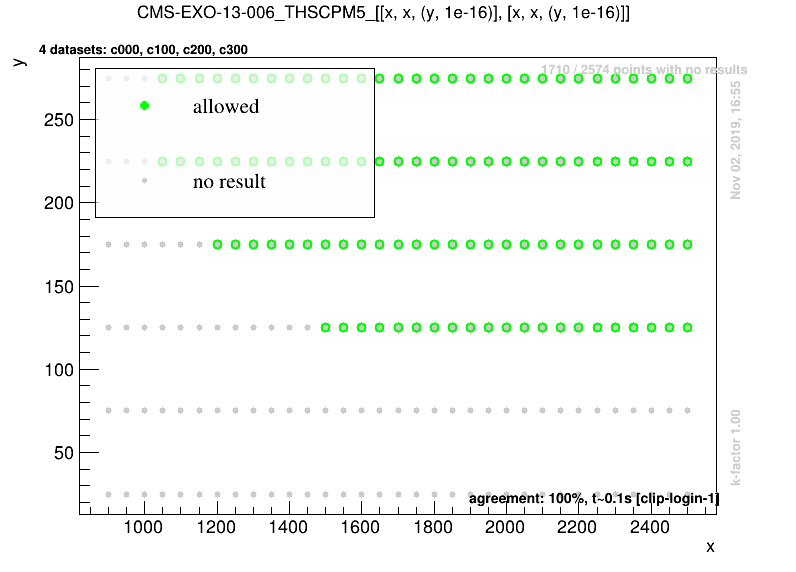 CMS-EXO-13-006_THSCPM5_[[x, x, (y, 1e-16)], [x, x, (y, 1e-16)]]
4 datasets: c000, c100, c200, c300
y
1710 / 2574 points with no results
Nov 02, 2019, 16:55
allowed
no result
250
200
150
100
50
k-factor 1.00
agreement: 100%, t~0.1s [clip-login-1]
1000 1200 1400 1600 1800 2000 2200 2400
x